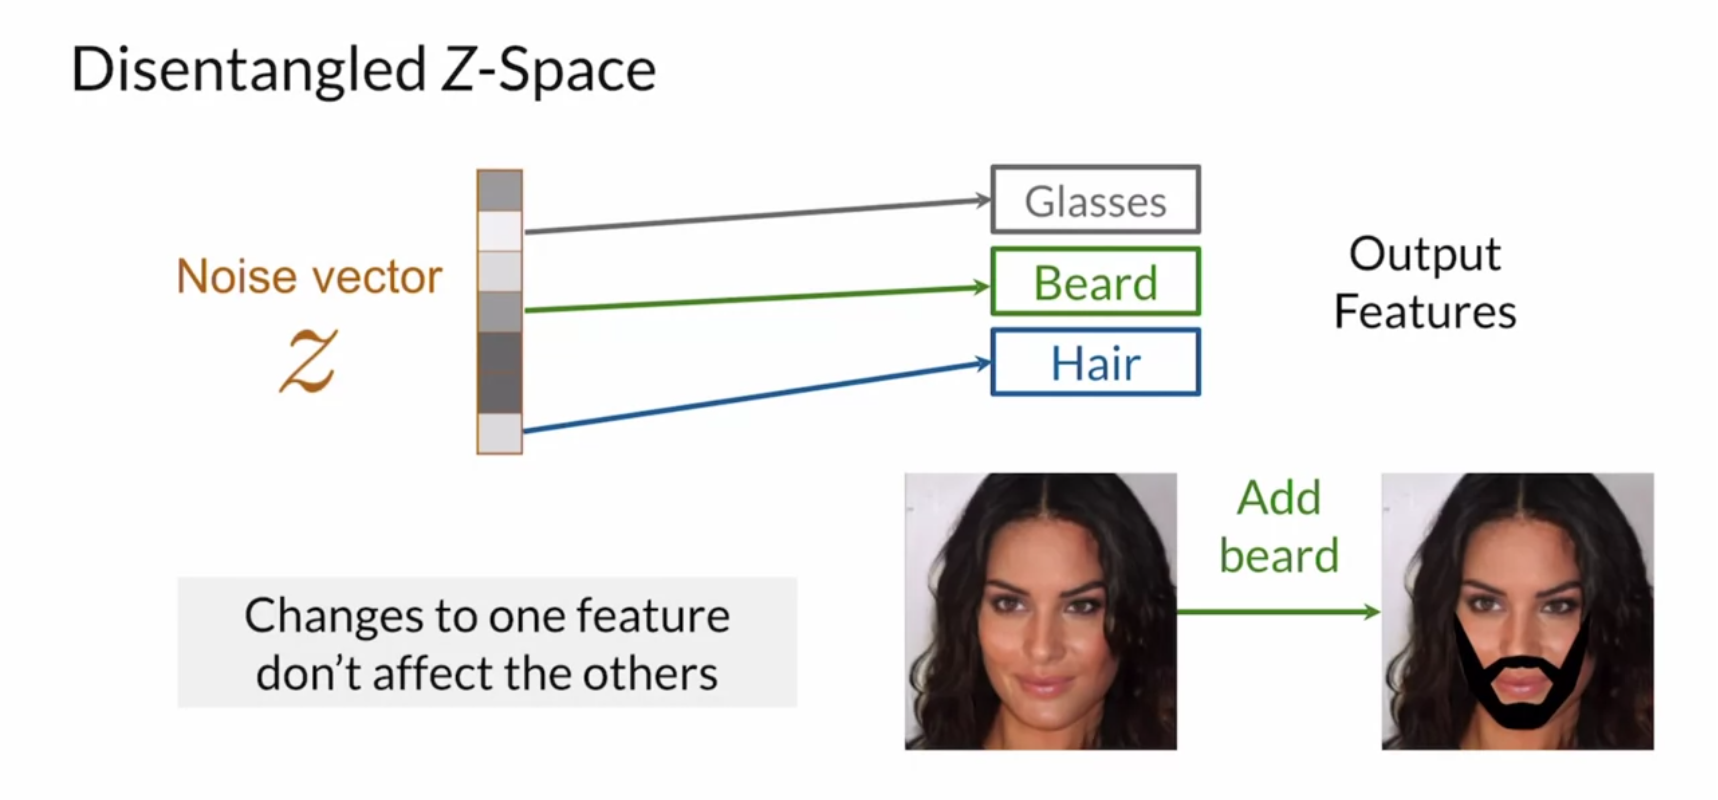 Disentangled Z-Space
Noise vector
z
Glasses
Beard
Hair
Output
Features
Changes to one feature
don't affect the others
Add
beard